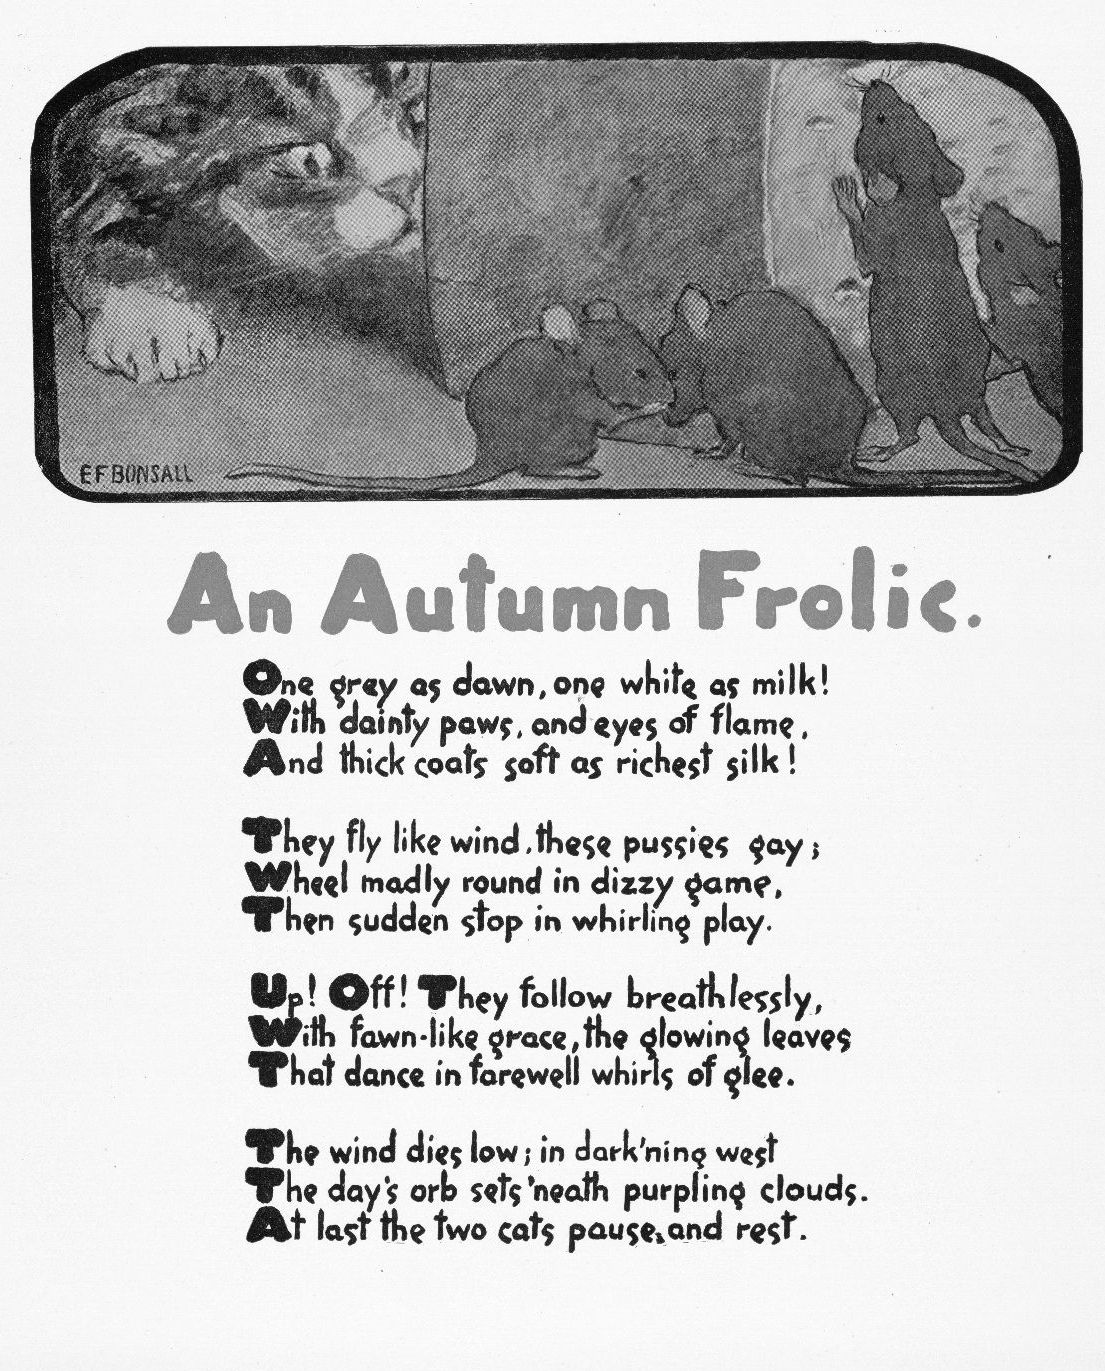 E F BONSALL
An Autumn Frolic.
One grey as dawn, one white as milk!
With dainty paws, and eyes of flame,
And thick coats soft as richest silk!
They fly like wind, these pussies gay;
Wheel madly round in dizzy game,
Then sudden stop in whirling play.
Up! Off! They follow breathlessly,
With fawn-like grace, the glowing leaves
That dance in farewell whirls of glee.
The wind dies low; in dark'ning west
The day's orb sets 'neath purpling clouds.
At last the two cats pause, and rest.